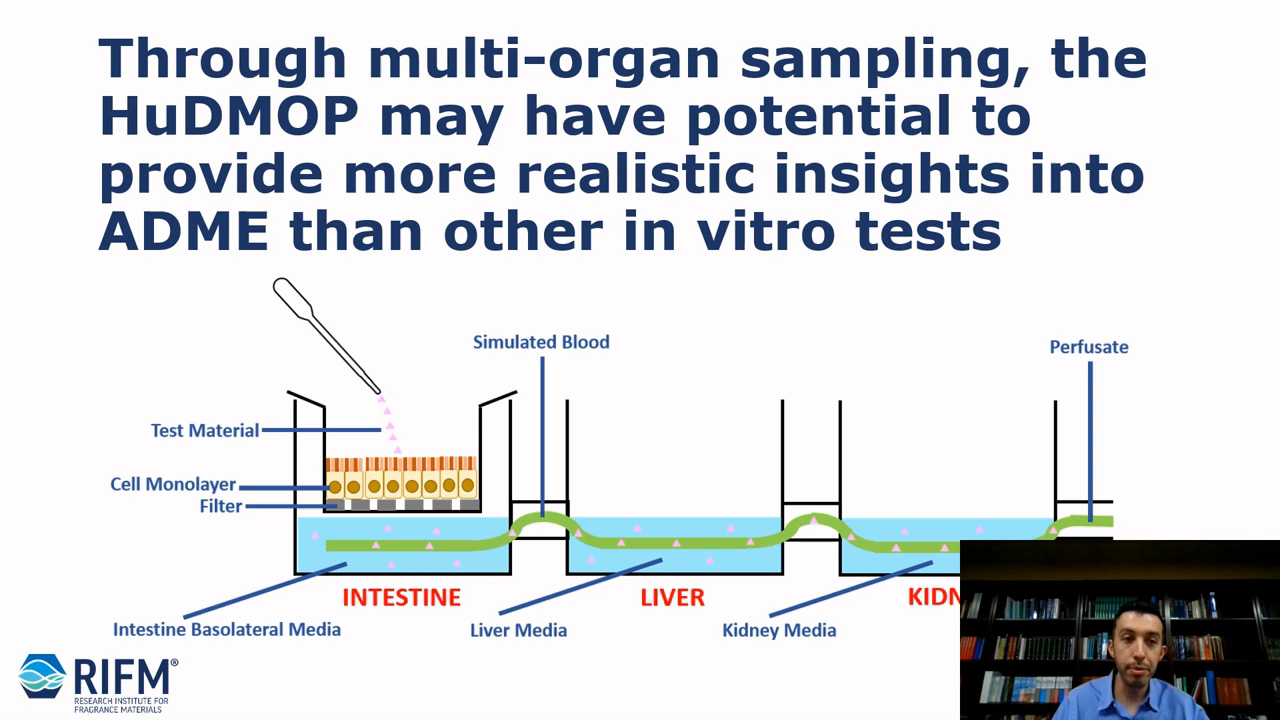 Through multi-organ sampling, the
HuDMOP may have potential to
provide more realistic insights into
ADME than other in vitro tests
Simulated Blood
Perfusate
Test Material
Cell Monolayer
Filter
INTESTINE
LIVER
KIDN
Intestine Basolateral Media
Liver Media
Kidney Media
RIFM®
RESEARCH INSTITUTE FOR
FRAGRANCE MATERIALS